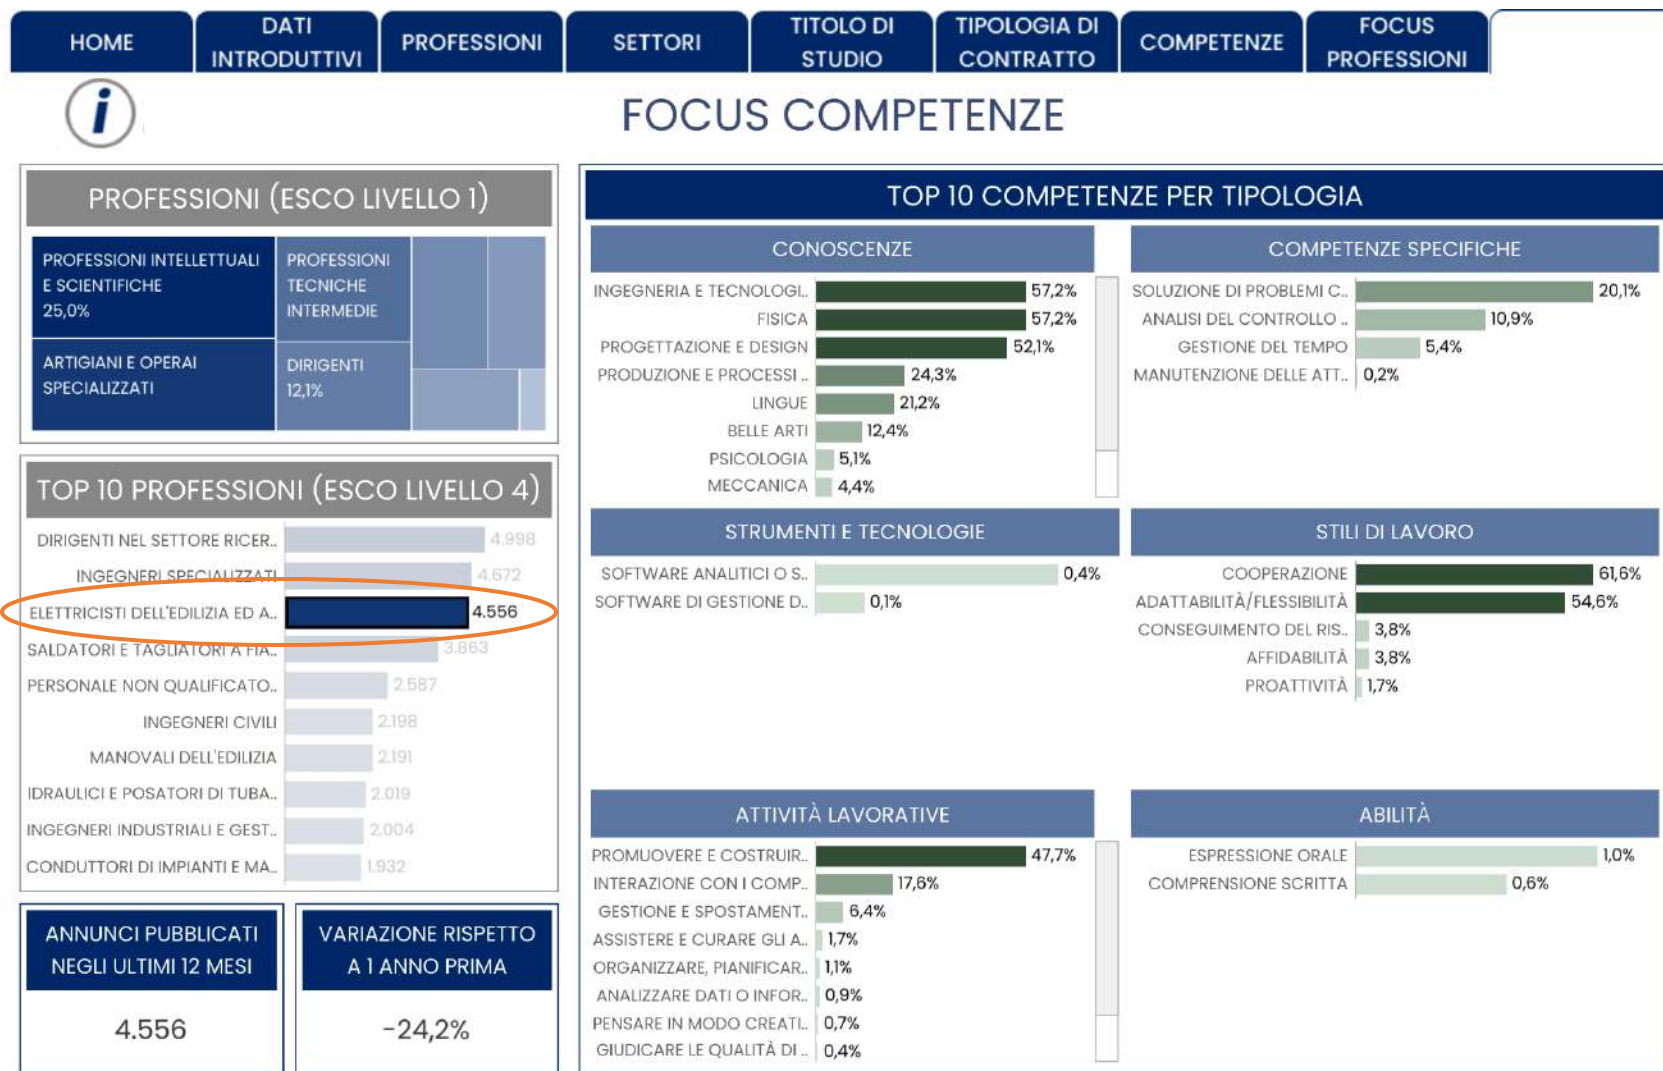 HOME
DATI
INTRODUTTIVI
PROFESSIONI
SETTORI
TITOLO DI
STUDIO
TIPOLOGIA DI
CONTRATTO
COMPETENZE
FOCUS
PROFESSIONI
i
FOCUS COMPETENZE
PROFESSIONI (ESCO LIVELLO 1)
PROFESSIONI INTELLETTUALI
E SCIENTIFICHE
25,0%
PROFESSIONI
TECNICHE
INTERMEDIE
ARTIGIANI E OPERAI
SPECIALIZZATI
DIRIGENTI
12,1%
TOP 10 PROFESSIONI (ESCO LIVELLO 4)
DIRIGENTI NEL SETTORE RICER.. 4.998
INGEGNERI SPECIALIZZATI 4.672
ELETTRICISTI DELL'EDILIZIA ED A.. 4.556
SALDATORI E TAGLIATORI A FIA.. 3.863
PERSONALE NON QUALIFICATO.. 2.587
INGEGNERI CIVILI 2.198
MANOVALI DELL'EDILIZIA 2.191
IDRAULICI E POSATORI DI TUBA.. 2.019
INGEGNERI INDUSTRIALI E GEST.. 2.004
CONDUTTORI DI IMPIANTI E MA.. 1.932
ANNUNCI PUBBLICATI
NEGLI ULTIMI 12 MESI
4.556
VARIAZIONE RISPETTO
A 1 ANNO PRIMA
-24,2%
TOP 10 COMPETENZE PER TIPOLOGIA
CONOSCENZE
INGEGNERIA E TECNOLOGI.. 57,2%
FISICA 57,2%
PROGETTAZIONE E DESIGN 52,1%
PRODUZIONE E PROCESSI .. 24,3%
LINGUE 21,2%
BELLE ARTI 12,4%
PSICOLOGIA 5,1%
MECCANICA 4,4%
COMPETENZE SPECIFICHE
SOLUZIONE DI PROBLEMI C.. 20,1%
ANALISI DEL CONTROLLO .. 10,9%
GESTIONE DEL TEMPO 5,4%
MANUTENZIONE DELLE ATT.. 0,2%
STRUMENTI E TECNOLOGIE
SOFTWARE ANALITICI O S.. 0,4%
SOFTWARE DI GESTIONE D.. 0,1%
STILI DI LAVORO
COOPERAZIONE 61,6%
ADATTABILITÀ/FLESSIBILITÀ 54,6%
CONSEGUIMENTO DEL RIS.. 3,8%
AFFIDABILITÀ 3,8%
PROATTIVITÀ 1,7%
ATTIVITÀ LAVORATIVE
PROMUOVERE E COSTRUIR.. 47,7%
INTERAZIONE CON I COMP.. 17,6%
GESTIONE E SPOSTAMENT.. 6,4%
ASSISTERE E CURARE GLI A.. 1,7%
ORGANIZZARE, PIANIFICAR.. 1,1%
ANALIZZARE DATI O INFOR.. 0,9%
PENSARE IN MODO CREATI.. 0,7%
GIUDICARE LE QUALITÀ DI .. 0,4%
ABILITÀ
ESPRESSIONE ORALE 1,0%
COMPRENSIONE SCRITTA 0,6%